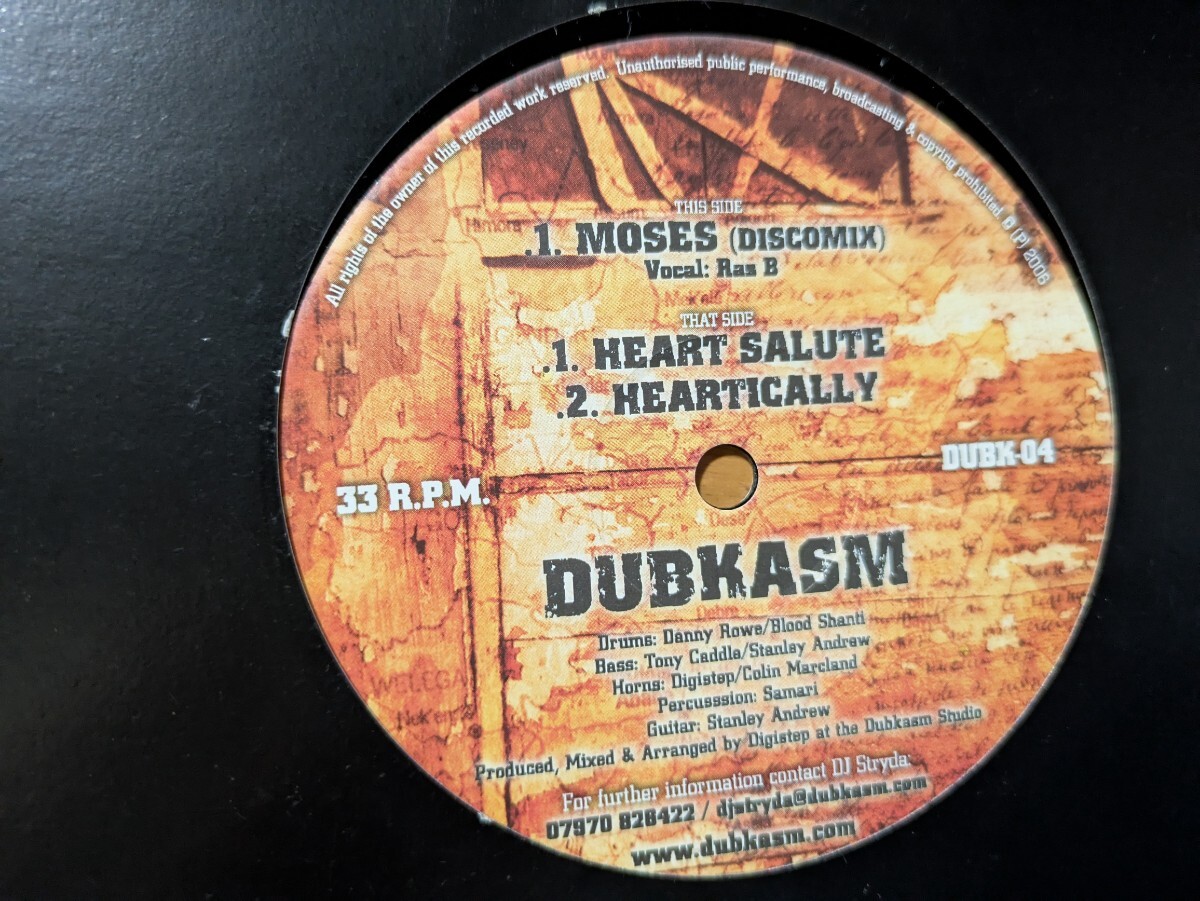 All rights of the owner of this recorded work reserved. Unauthorised public performance, broadcasting & copying prohibited. © (P) 2006
THIS SIDE
.1. MOSES (DISCOMIX)
Vocal: Ras B
THAT SIDE
.1. HEART SALUTE
.2. HEARTICALLY
DUBK-04
33 R.P.M.
DUBKASM
Drums: Danny Rowe/Blood Shanti
Bass: Tony Caddle/Stanley Andrew
Horns: Digistep/Colin Marcland
Percusssion: Samari
Guitar: Stanley Andrew
Produced, Mixed & Arranged by Digistep at the Dubkasm Studio
For further information contact DJ Stryda:
07970 828422 / djstryda@dubkasm.com
www.dubkasm.com
Himora
WELEGA